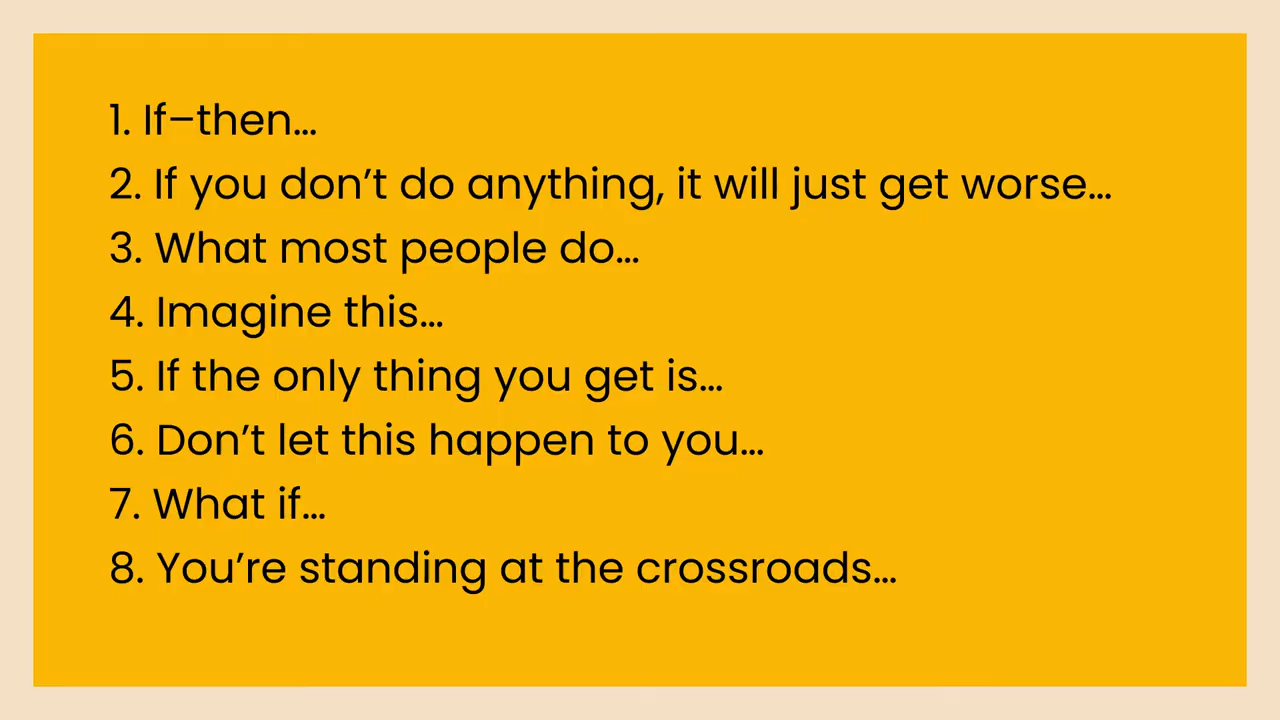 1. If–then…
2. If you don’t do anything, it will just get worse…
3. What most people do…
4. Imagine this…
5. If the only thing you get is…
6. Don’t let this happen to you…
7. What if…
8. You’re standing at the crossroads…